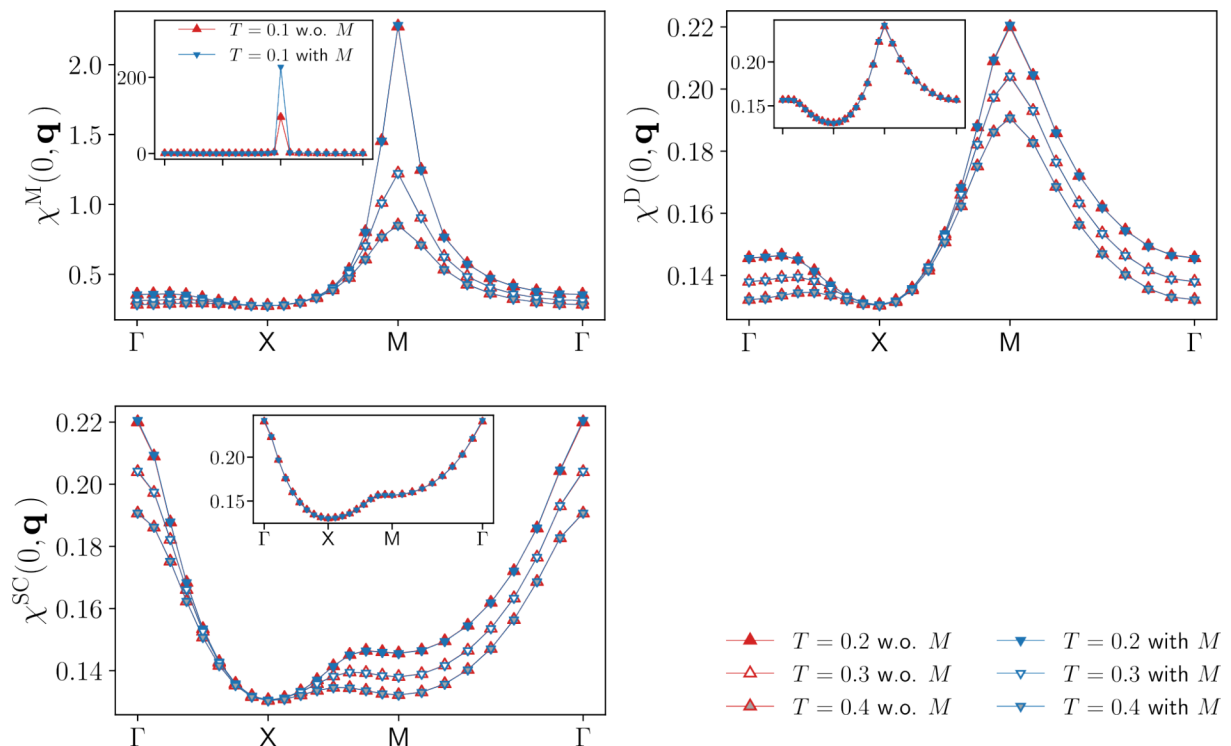 χ^M(0, q)
2.0
1.5
1.0
0.5
Γ X M Γ
200
0
T = 0.1 w.o. M
T = 0.1 with M
χ^D(0, q)
0.22
0.20
0.18
0.16
0.14
Γ X M Γ
0.20
0.15
χ^SC(0, q)
0.22
0.20
0.18
0.16
0.14
Γ X M Γ
0.20
0.15
Γ X M Γ
T = 0.2 w.o. M
T = 0.3 w.o. M
T = 0.4 w.o. M
T = 0.2 with M
T = 0.3 with M
T = 0.4 with M